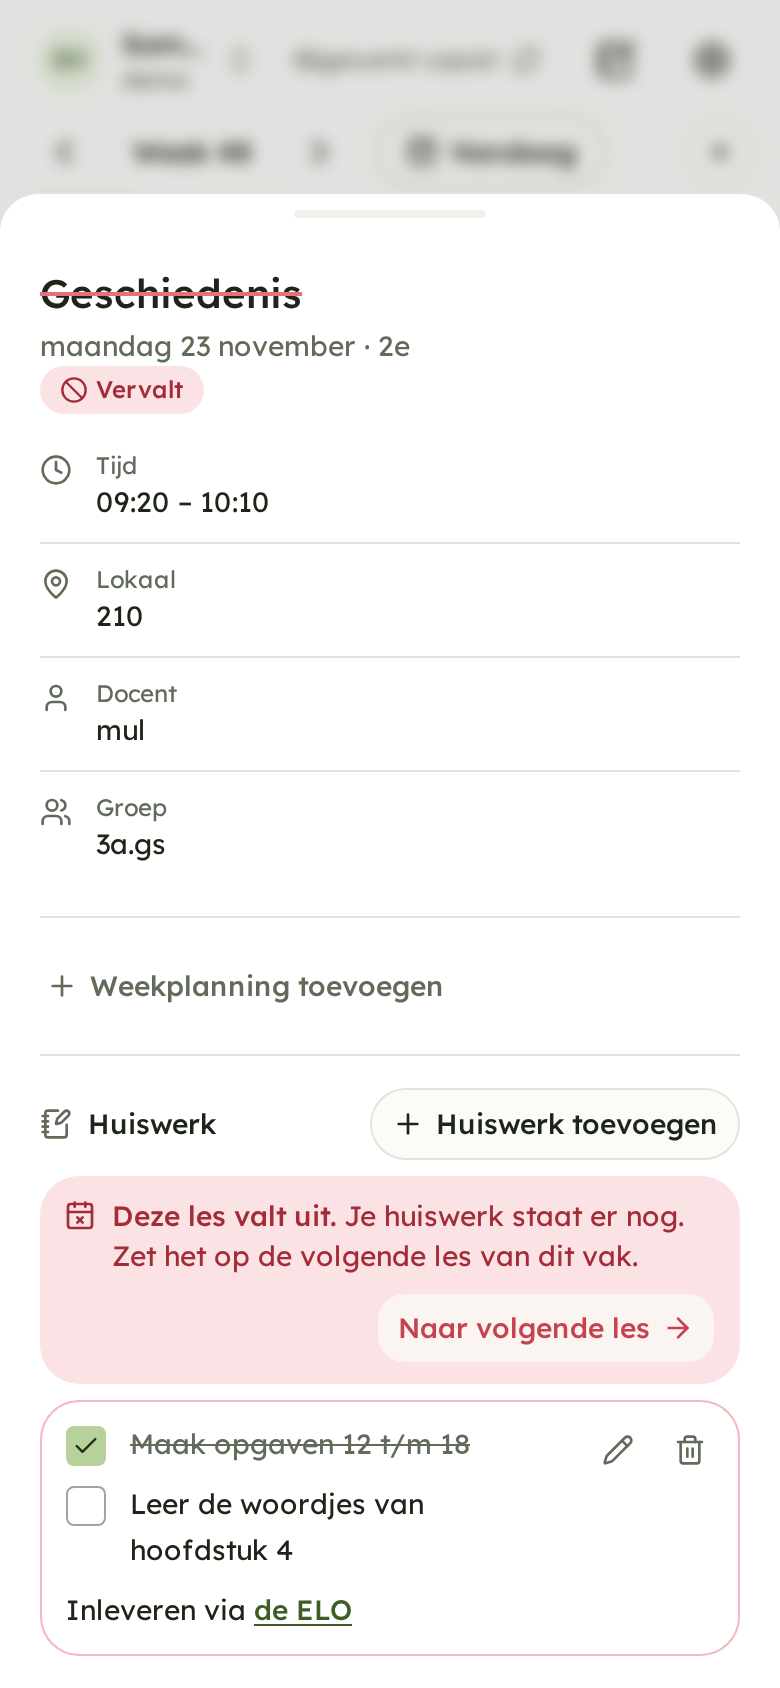 Week 48
Vandaag
Geschiedenis
maandag 23 november · 2e
Vervalt
Tijd
09:20 – 10:10
Lokaal
210
Docent
mul
Groep
3a.gs
Weekplanning toevoegen
Huiswerk
Huiswerk toevoegen
Deze les valt uit. Je huiswerk staat er nog.
Zet het op de volgende les van dit vak.
Naar volgende les
Maak opgaven 12 t/m 18
Leer de woordjes van
hoofdstuk 4
Inleveren via de ELO